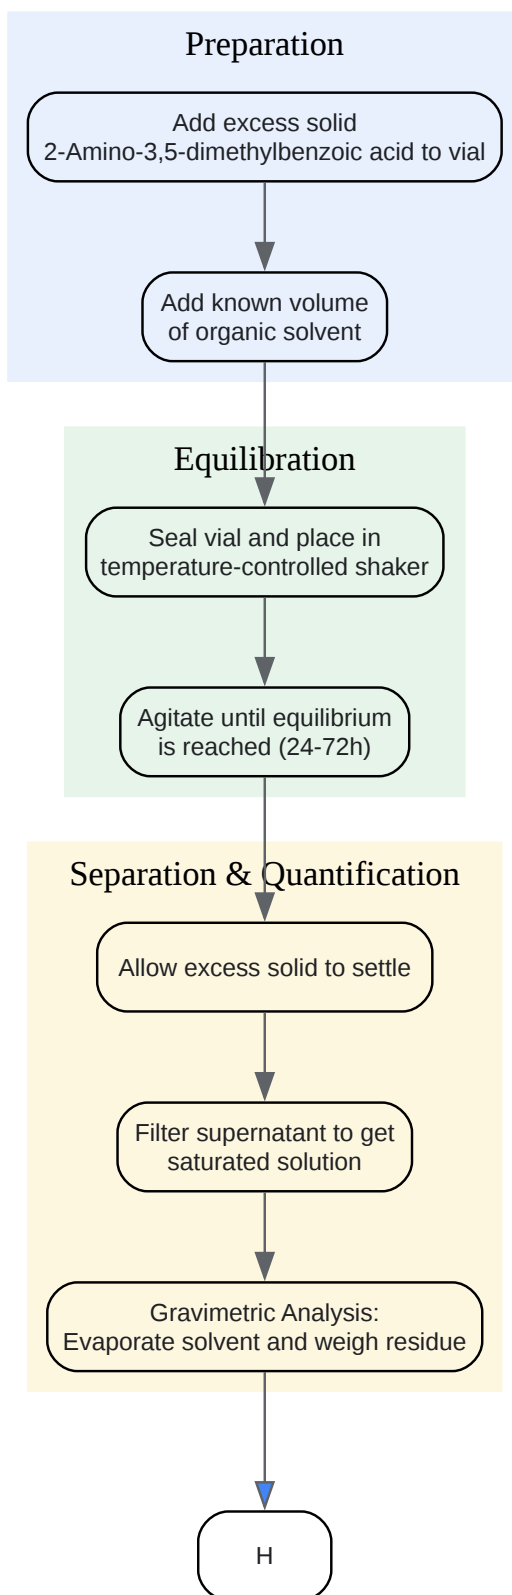 Preparation
Add excess solid
2-Amino-3,5-dimethylbenzoic acid to vial
Add known volume
of organic solvent
Equilibration
Seal vial and place in
temperature-controlled shaker
Agitate until equilibrium
is reached (24-72h)
Separation & Quantification
Allow excess solid to settle
Filter supernatant to get
saturated solution
Gravimetric Analysis:
Evaporate solvent and weigh residue
H